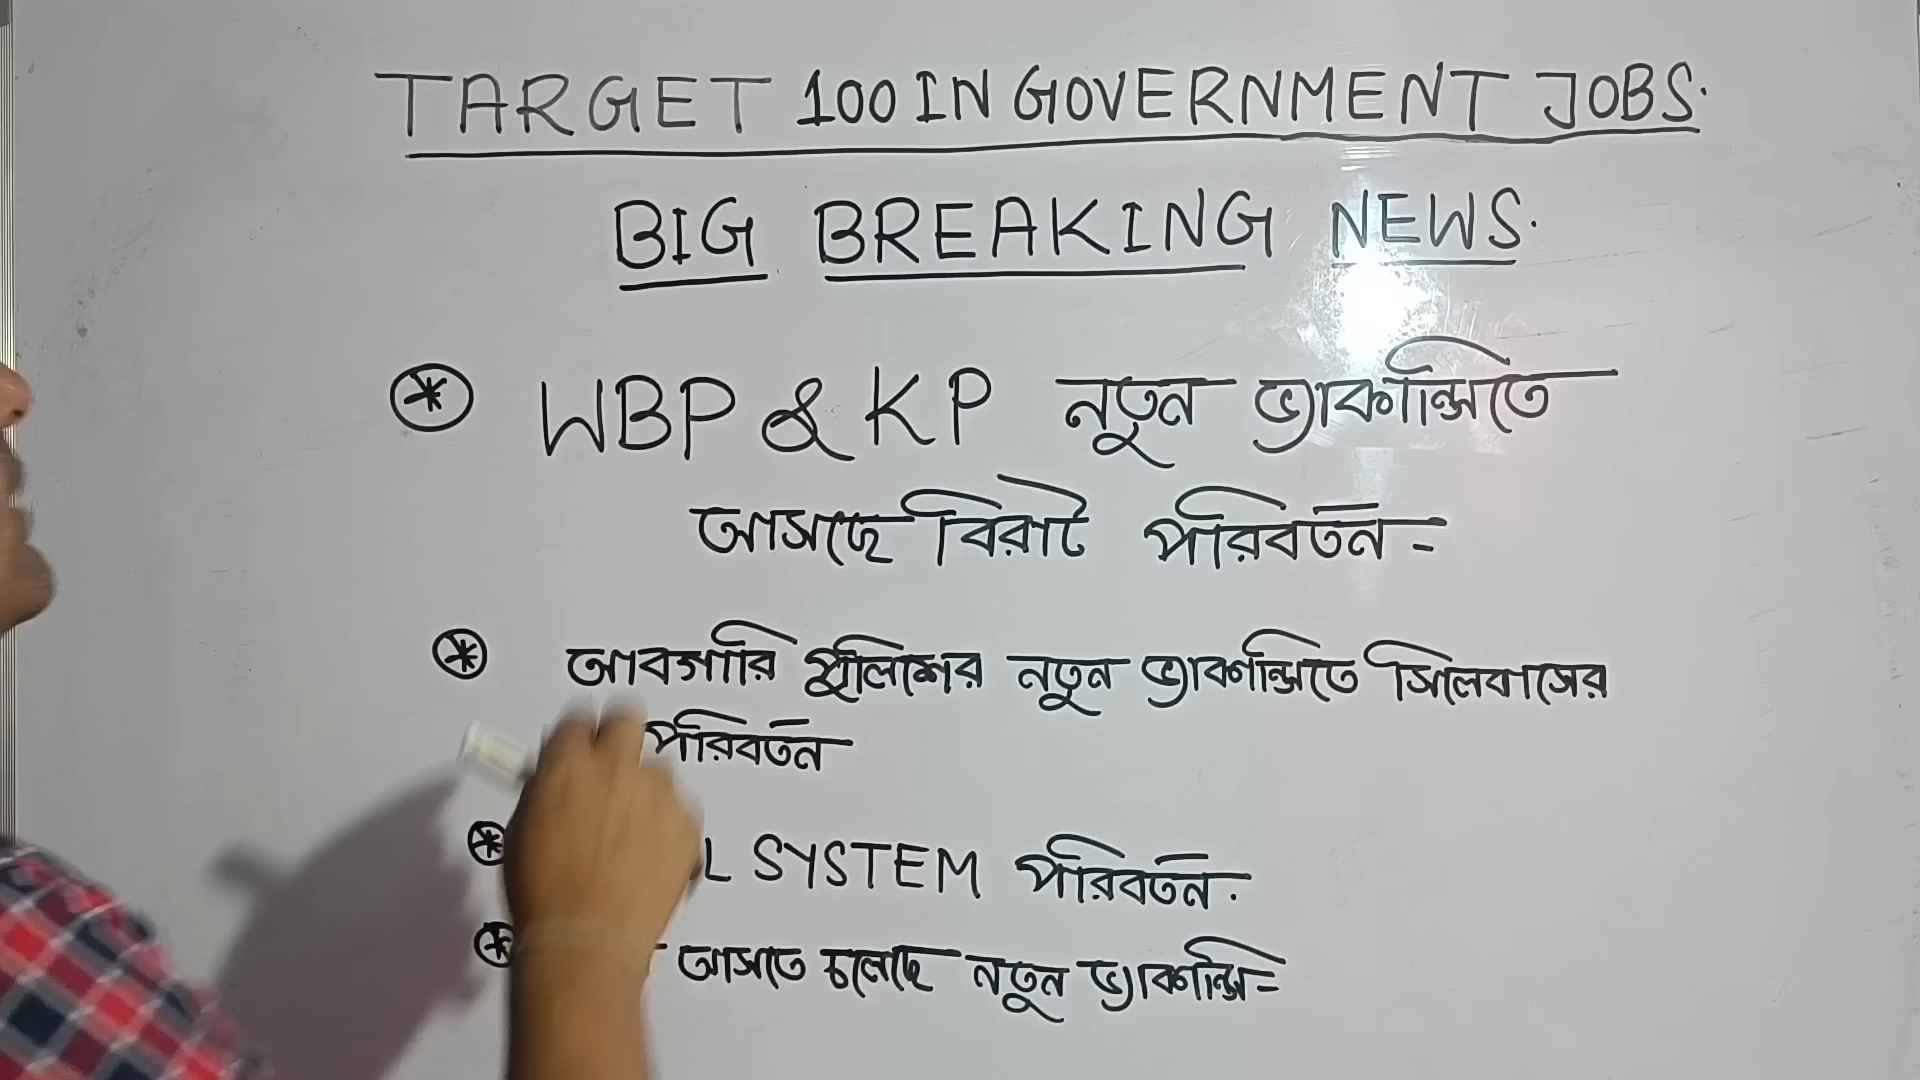 TARGET 100 IN GOVERNMENT JOBS.
BIG BREAKING NEWS.
* WBP & KP নতুন ভ্যাকান্সিতে
আসছে বিরাট পরিবর্তন -
* আবগারি পুলিশের নতুন ভ্যাকান্সিতে সিলেবাসের
পরিবর্তন
* SYSTEM পরিবর্তন.
* আসতে চলেছে নতুন ভ্যাকান্সি -